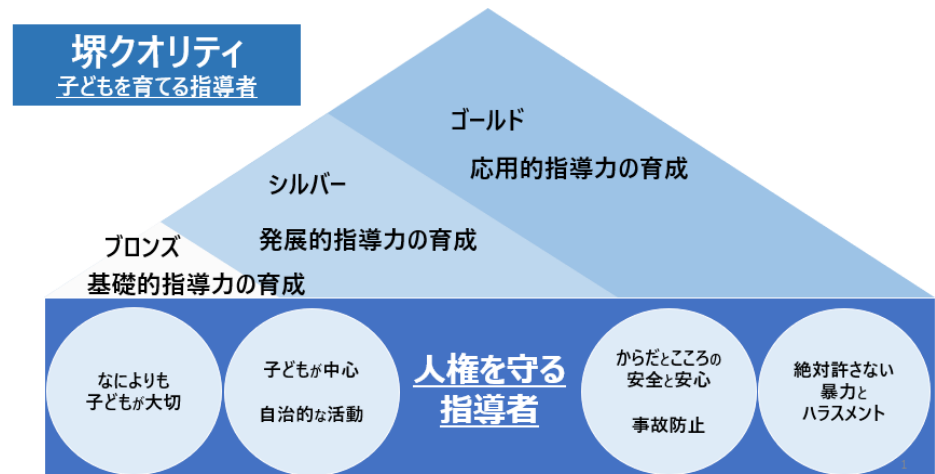 堺クオリティ
子どもを育てる指導者
ゴールド
応用的指導力の育成
シルバー
発展的指導力の育成
ブロンズ
基礎的指導力の育成
なによりも
子どもが大切
子どもが中心
自治的な活動
人権を守る
指導者
からだとこころの
安全と安心
事故防止
絶対許さない
暴力と
ハラスメント
1